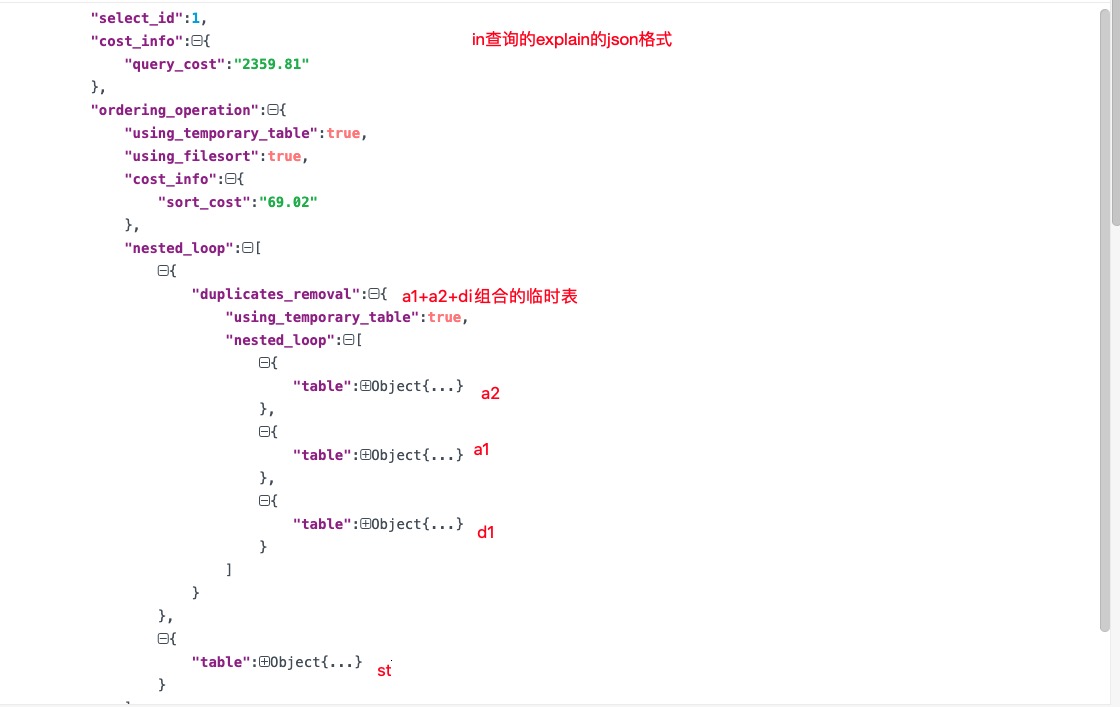 "select_id":1,
"cost_info":{ in查询的explain的json格式
"query_cost":"2359.81"
},
"ordering_operation":{
"using_temporary_table":true,
"using_filesort":true,
"cost_info":{
"sort_cost":"69.02"
},
"nested_loop":[
{
"duplicates_removal":{ a1+a2+di组合的临时表
"using_temporary_table":true,
"nested_loop":[
{
"table":Object{...} a2
},
{
"table":Object{...} a1
},
{
"table":Object{...} d1
}
]
}
},
{
"table":Object{...} st
}